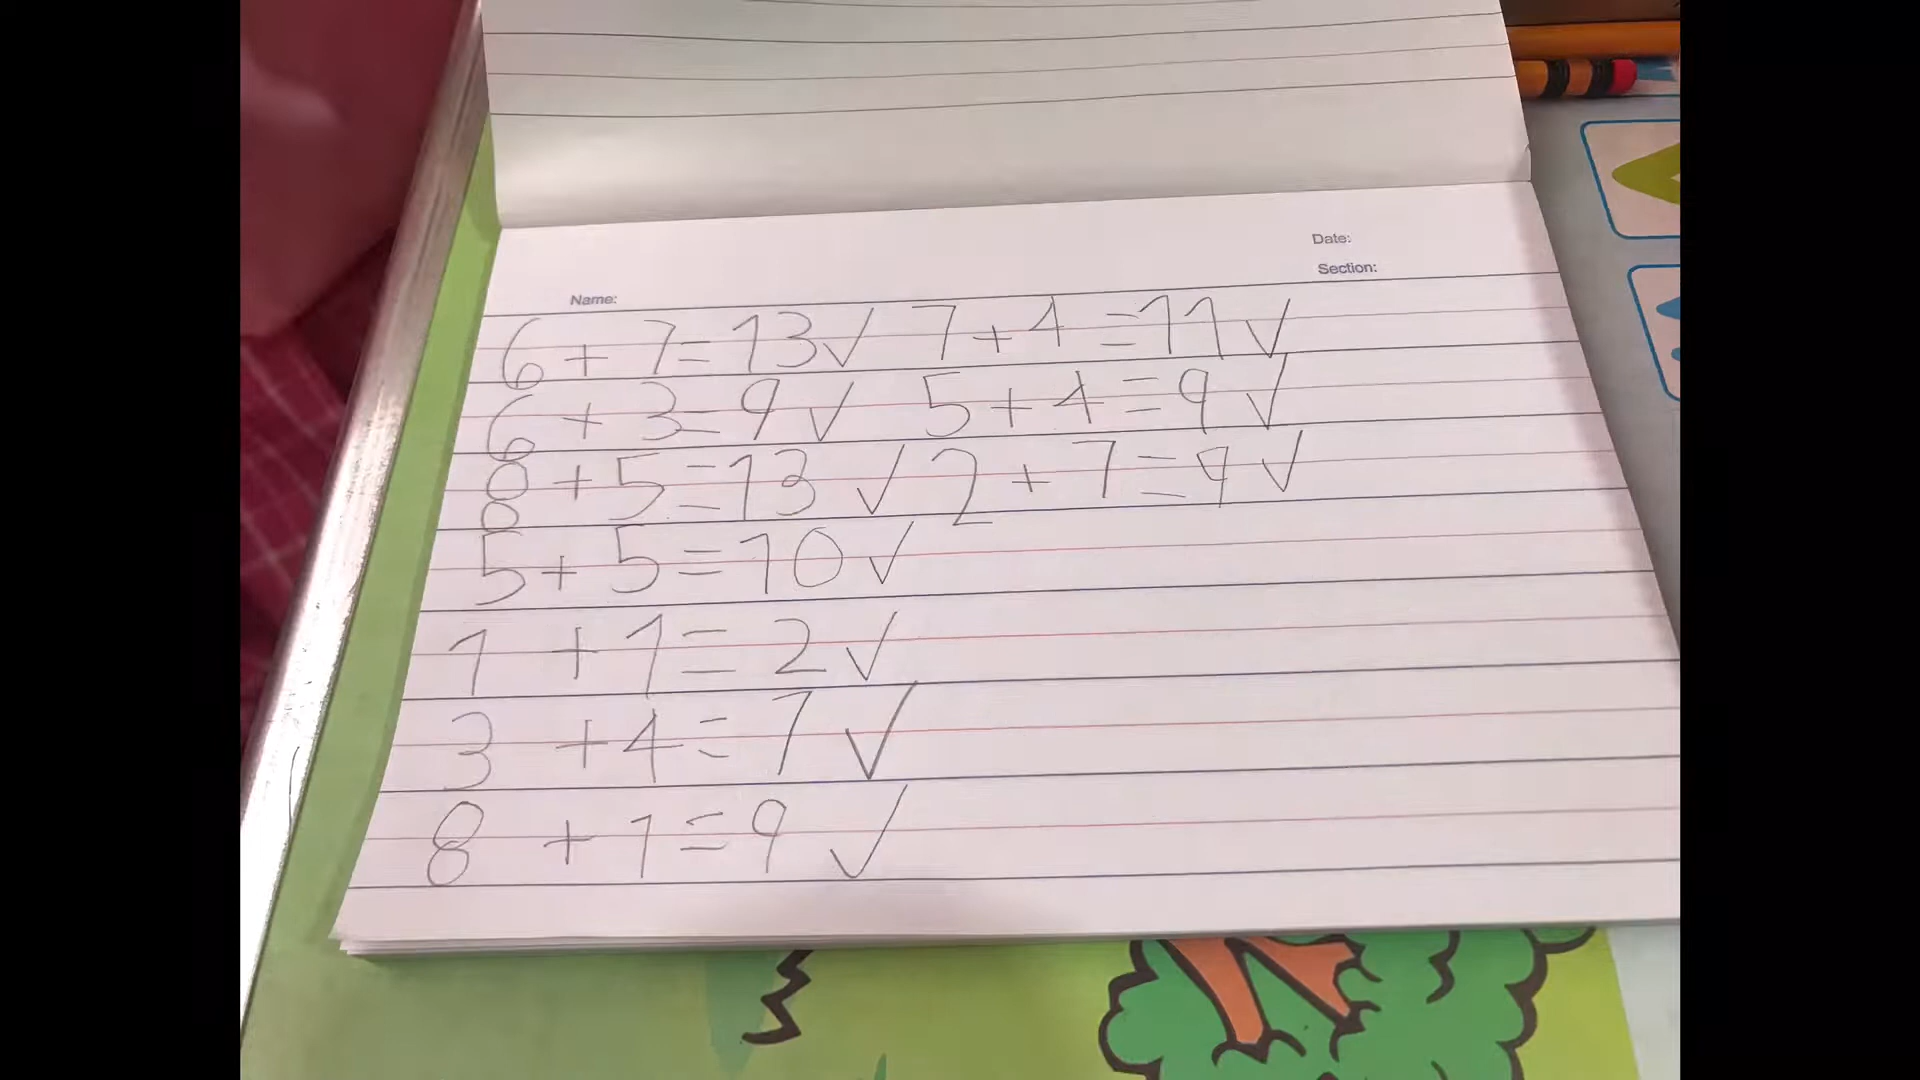 Date:
Section:
Name:
6 + 7 = 13 ✓ 7 + 4 = 11 ✓
6 + 3 = 9 ✓ 5 + 4 = 9 ✓
8 + 5 = 13 ✓ 2 + 7 = 9 ✓
5 + 5 = 10 ✓
1 + 1 = 2 ✓
3 + 4 = 7 ✓
8 + 1 = 9 ✓